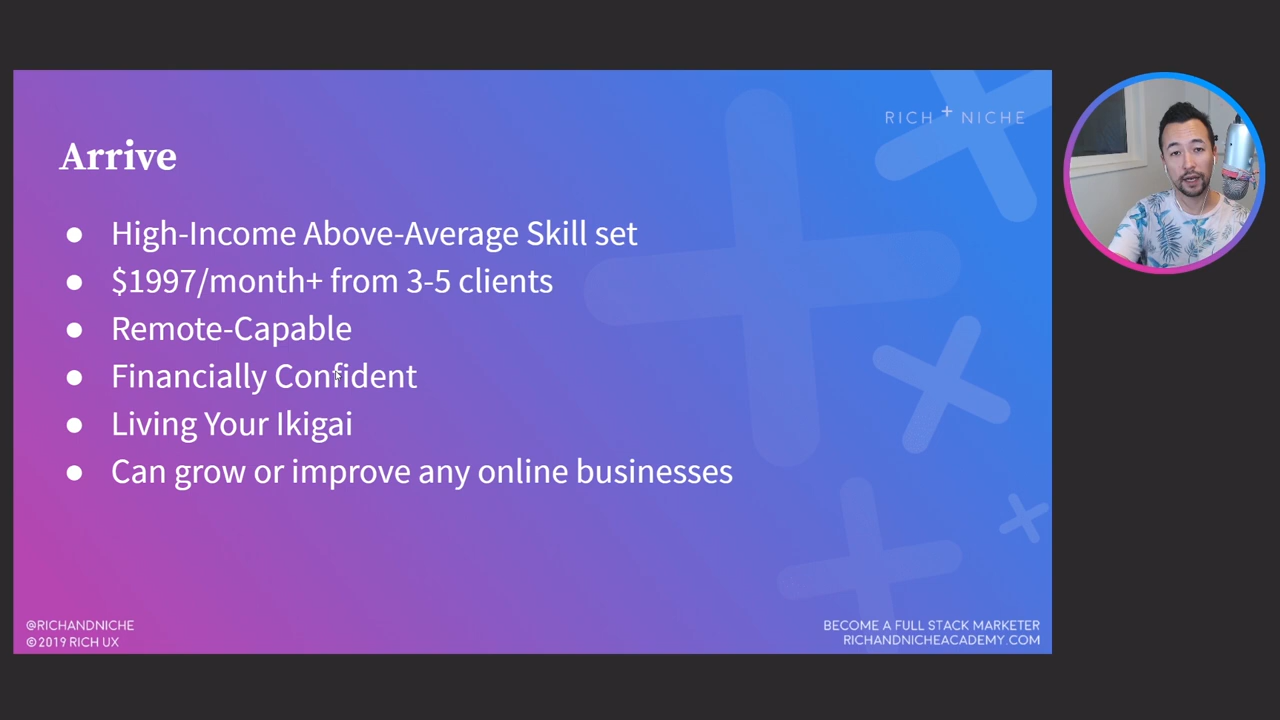 RICH + NICHE
Arrive
● High-Income Above-Average Skill set
● $1997/month+ from 3-5 clients
● Remote-Capable
● Financially Confident
● Living Your Ikigai
● Can grow or improve any online businesses
@RICHANDNICHE
©2019 RICH UX
BECOME A FULL STACK MARKETER
RICHANDNICHEACADEMY.COM